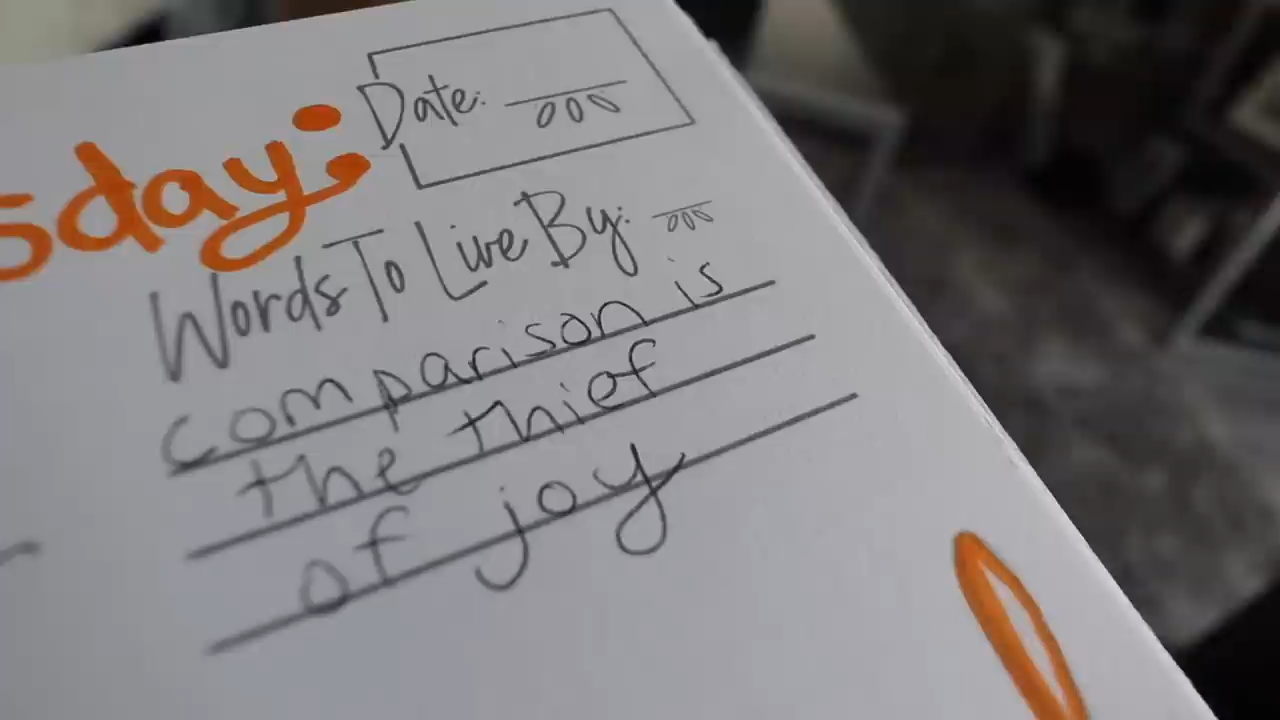 sday;
Date:
Words To Live By:
comparison is
the thief
of joy